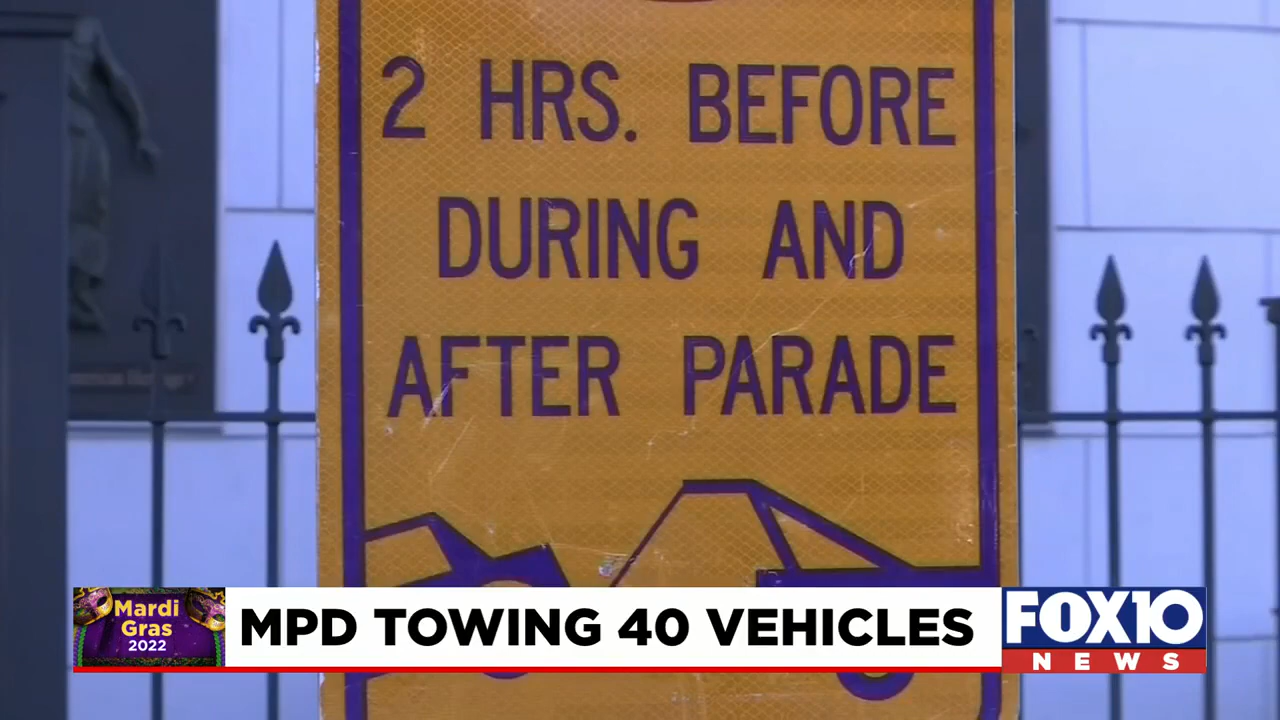 2 HRS. BEFORE
DURING AND
AFTER PARADE
Mardi
Gras
2022
MPD TOWING 40 VEHICLES
FOX10
NEWS